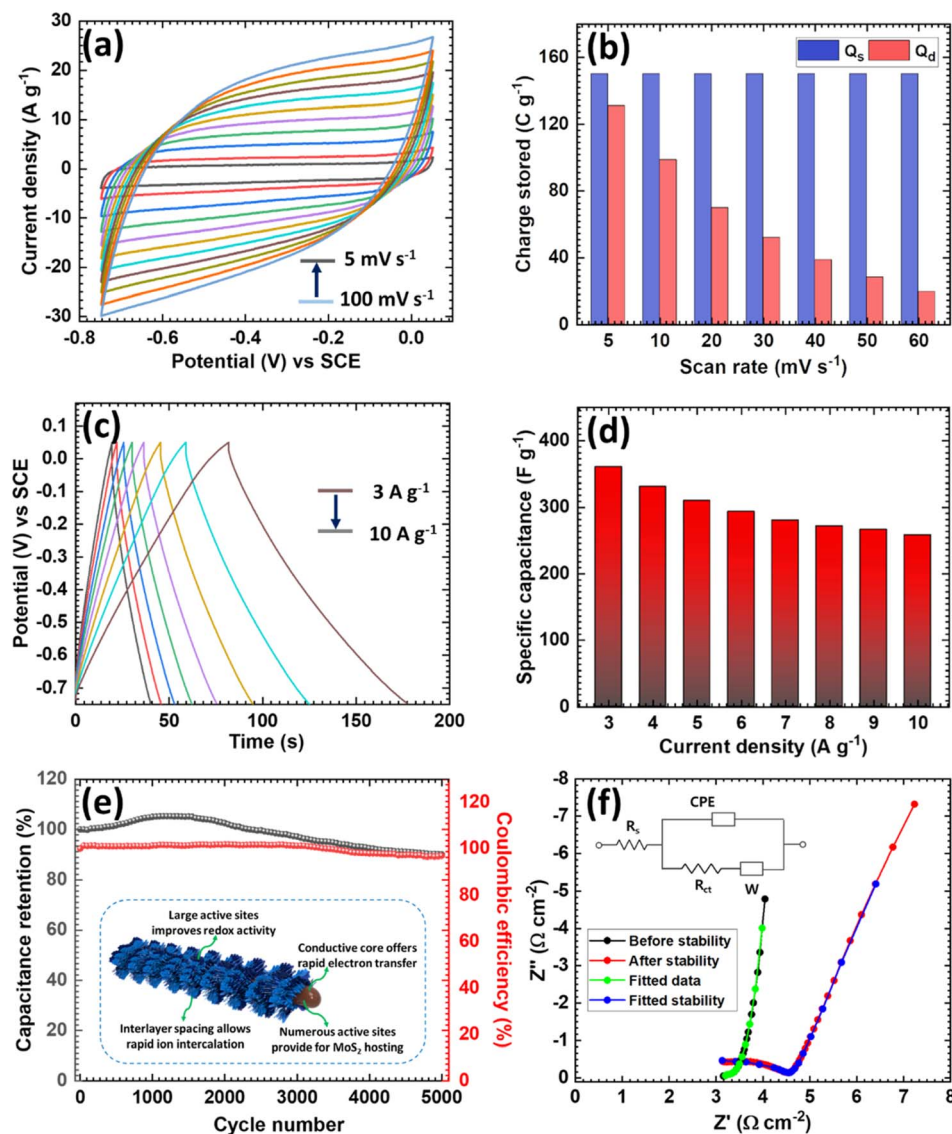 (a)
Current density (A g⁻¹)
30
20
10
0
-10
-20
-30
-0.8 -0.6 -0.4 -0.2 0.0
Potential (V) vs SCE
5 mV s⁻¹
100 mV s⁻¹
(b)
Qₛ Q_d
Charge stored (C g⁻¹)
160
120
80
40
0
5 10 20 30 40 50 60
Scan rate (mV s⁻¹)
(c)
Potential (V) vs SCE
0.1
0.0
-0.1
-0.2
-0.3
-0.4
-0.5
-0.6
-0.7
0 50 100 150 200
Time (s)
3 A g⁻¹
10 A g⁻¹
(d)
Specific capacitance (F g⁻¹)
400
300
200
100
0
3 4 5 6 7 8 9 10
Current density (A g⁻¹)
(e)
Capacitance retention (%)
120
100
80
60
40
20
0
0 1000 2000 3000 4000 5000
Cycle number
Coulombic efficiency (%)
120
100
80
60
40
20
0
Large active sites
improves redox activity
Conductive core offers
rapid electron transfer
Interlayer spacing allows
rapid ion intercalation
Numerous active sites
provide for MoS₂ hosting
(f)
Z'' (Ω cm⁻²)
-8
-7
-6
-5
-4
-3
-2
-1
0
0 1 2 3 4 5 6 7 8
Z' (Ω cm⁻²)
CPE
Rₛ
R_ct
W
Before stability
After stability
Fitted data
Fitted stability